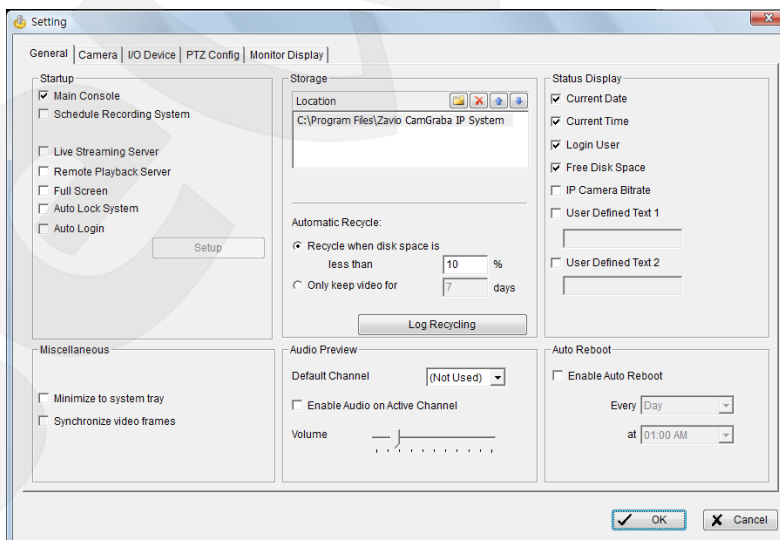 Setting
General
Camera
I/O Device
PTZ Config
Monitor Display
Startup
Main Console
Schedule Recording System
Live Streaming Server
Remote Playback Server
Full Screen
Auto Lock System
Auto Login
Setup
Storage
Location
C:\Program Files\Zavio CamGraba IP System
Automatic Recycle:
Recycle when disk space is
less than 10 %
Only keep video for 7 days
Log Recycling
Status Display
Current Date
Current Time
Login User
Free Disk Space
IP Camera Bitrate
User Defined Text 1
User Defined Text 2
Miscellaneous
Minimize to system tray
Synchronize video frames
Audio Preview
Default Channel (Not Used)
Enable Audio on Active Channel
Volume
Auto Reboot
Enable Auto Reboot
Every Day
at 01:00 AM
OK
Cancel